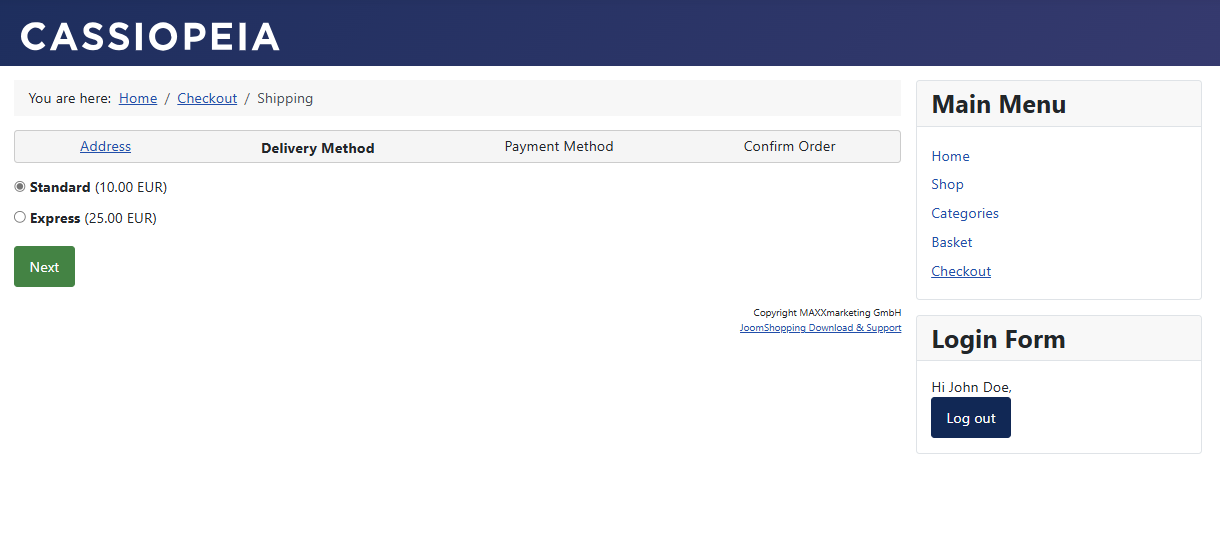 CASSIOPEIA
You are here: Home / Checkout / Shipping
Address Delivery Method Payment Method Confirm Order
Standard (10.00 EUR)
Express (25.00 EUR)
Next
Copyright MAXXmarketing GmbH
JoomShopping Download & Support
Main Menu
Home
Shop
Categories
Basket
Checkout
Login Form
Hi John Doe,
Log out